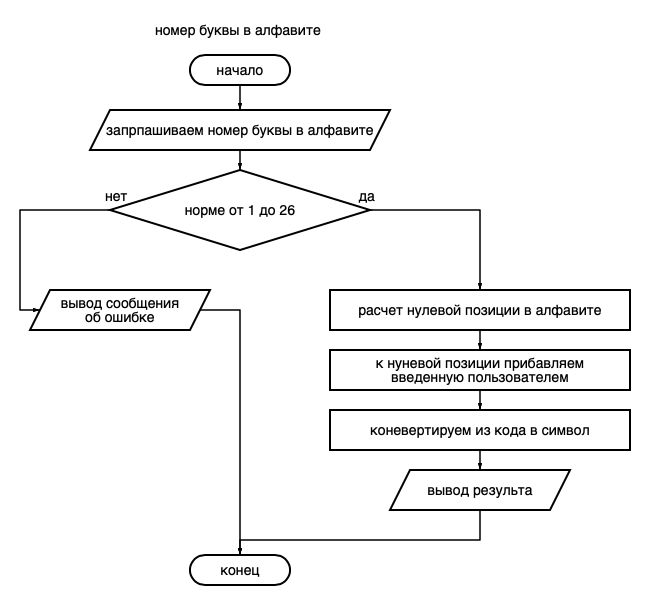 номер буквы в алфавите
начало
запрпашиваем номер буквы в алфавите
нет
да
норме от 1 до 26
вывод сообщения
об ошибке
расчет нулевой позиции в алфавите
к нуневой позиции прибавляем
введенную пользователем
коневертируем из кода в символ
вывод результа
конец